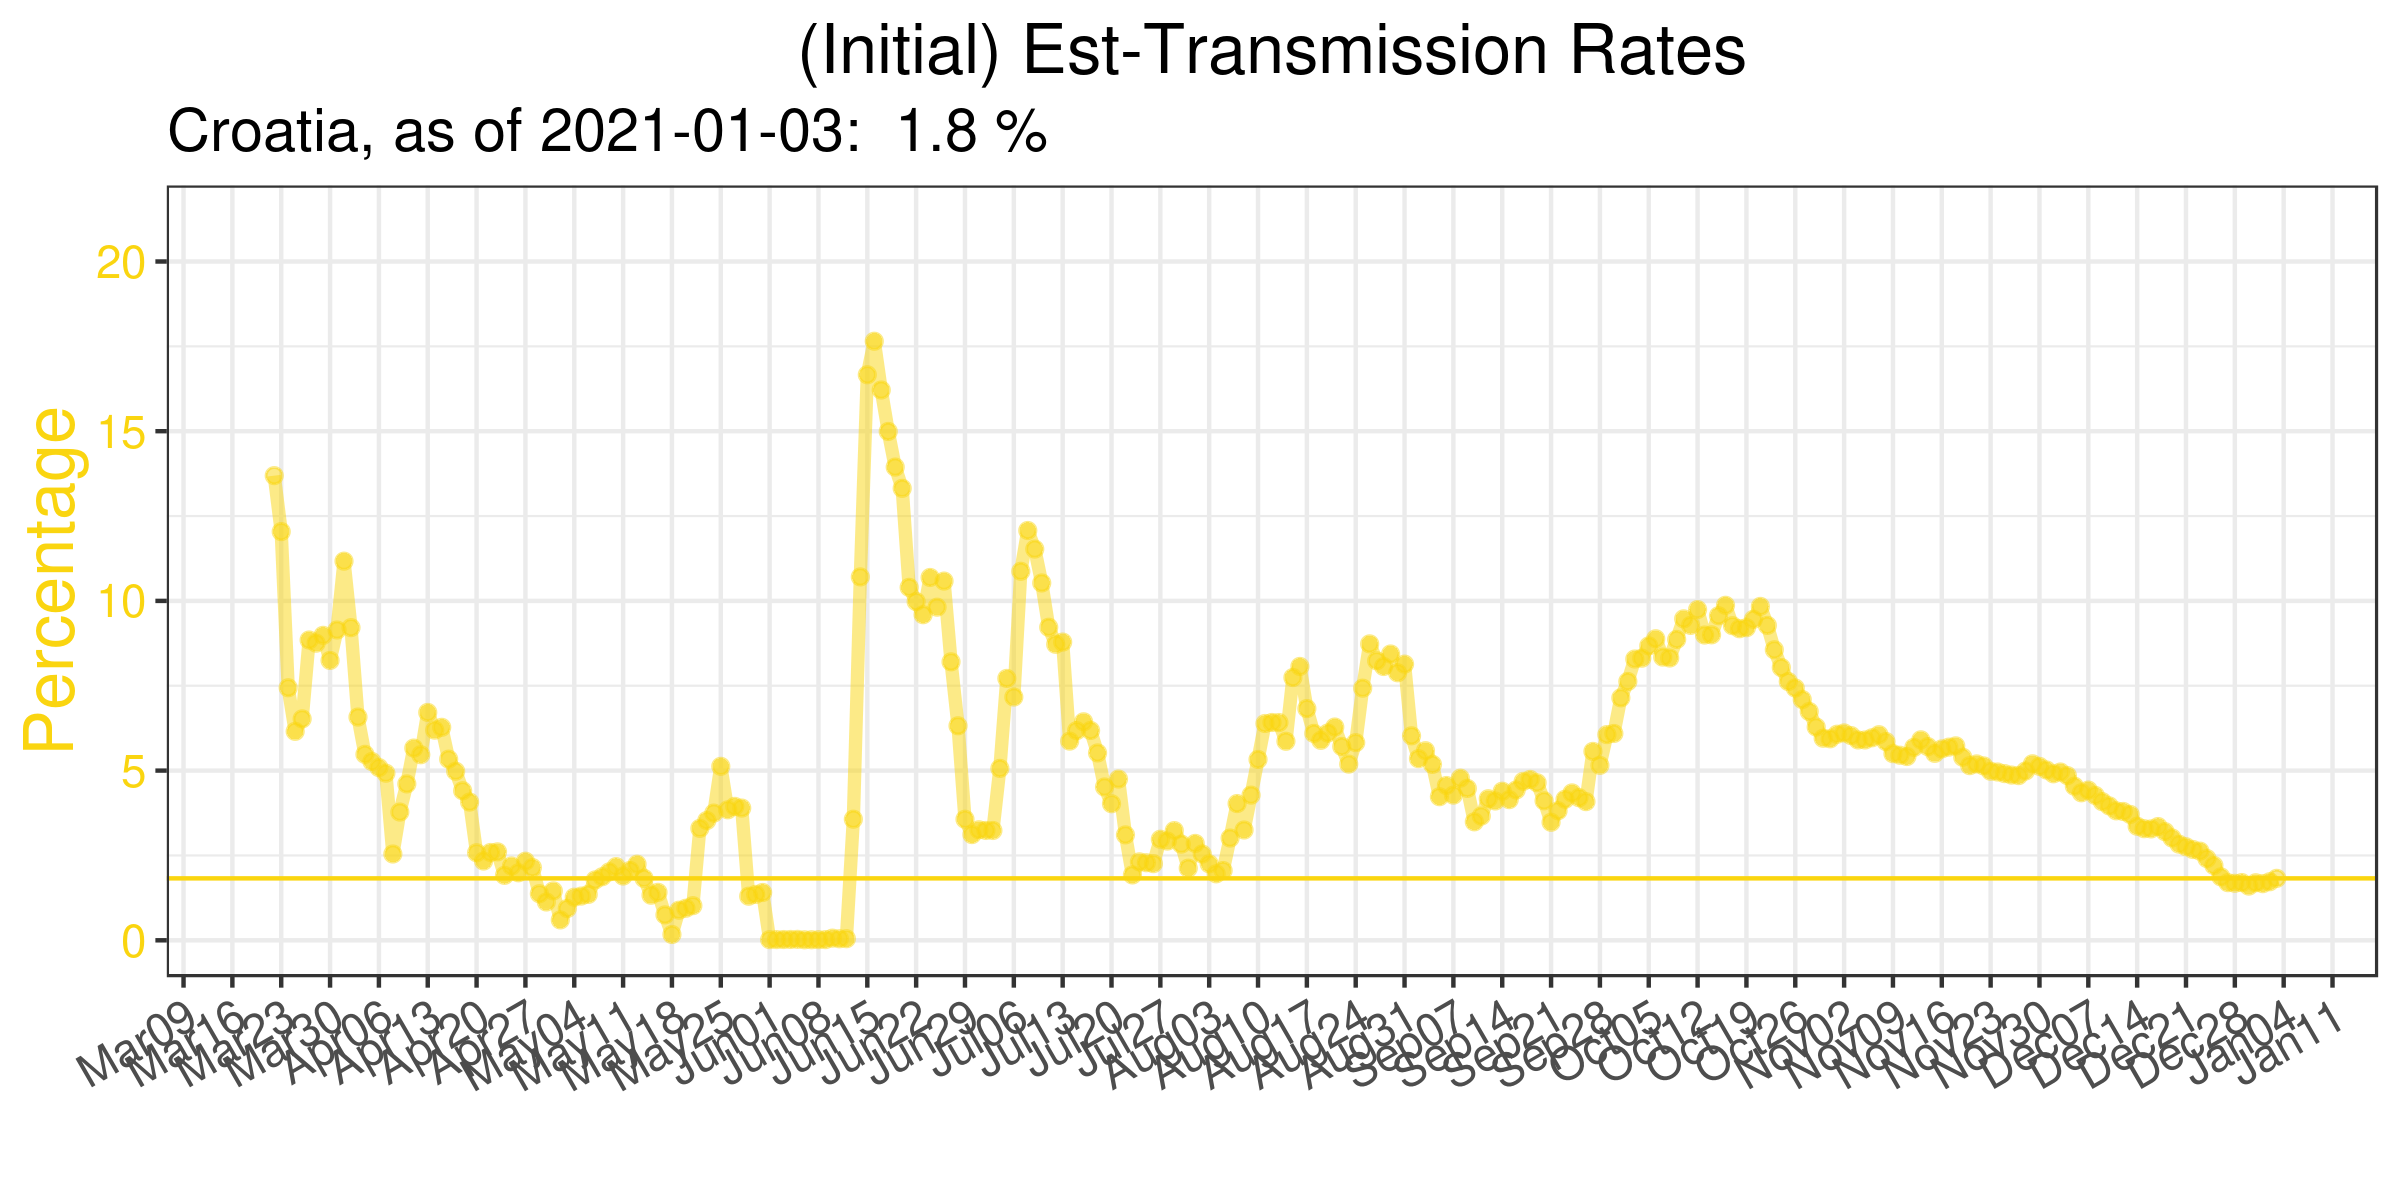 (Initial) Est-Transmission Rates
Croatia, as of 2021-01-03: 1.8 %
Percentage
20
15
10
5
0
Mar09
Mar16
Mar23
Mar30
Apr06
Apr13
Apr20
Apr27
May04
May11
May18
May25
Jun01
Jun08
Jun15
Jun22
Jun29
Jul06
Jul13
Jul20
Jul27
Aug03
Aug10
Aug17
Aug24
Aug31
Sep07
Sep14
Sep21
Sep28
Oct05
Oct12
Oct19
Oct26
Nov02
Nov09
Nov16
Nov23
Nov30
Dec07
Dec14
Dec21
Dec28
Jan04
Jan11